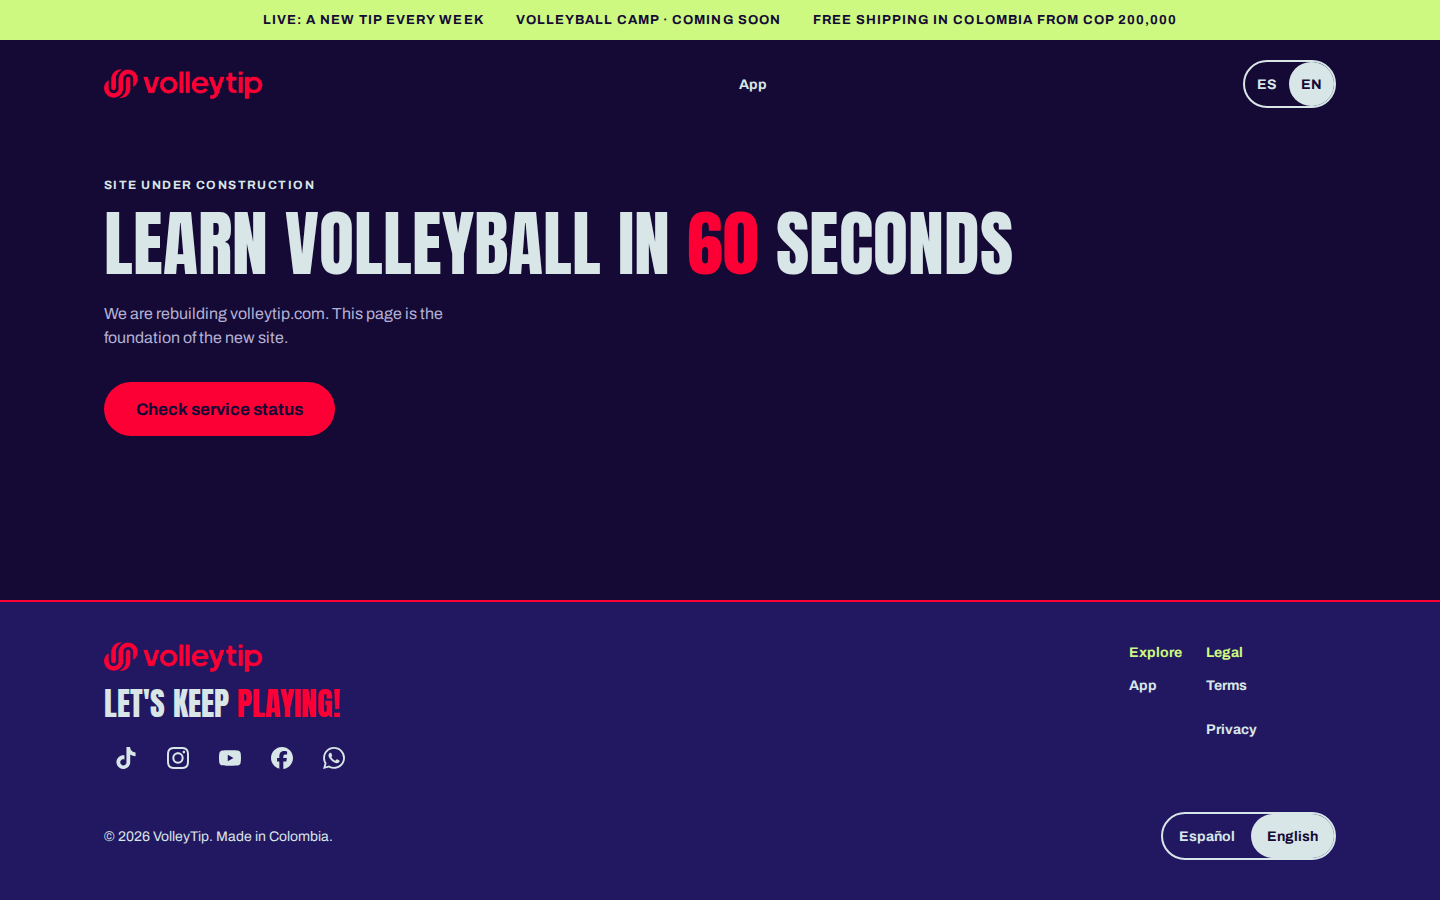 LIVE: A NEW TIP EVERY WEEK VOLLEYBALL CAMP · COMING SOON FREE SHIPPING IN COLOMBIA FROM COP 200,000
volleytip App ES EN
SITE UNDER CONSTRUCTION
LEARN VOLLEYBALL IN 60 SECONDS
We are rebuilding volleytip.com. This page is the
foundation of the new site.
Check service status
volleytip
LET'S KEEP PLAYING!
Explore Legal
App Terms
Privacy
© 2026 VolleyTip. Made in Colombia.
Español English